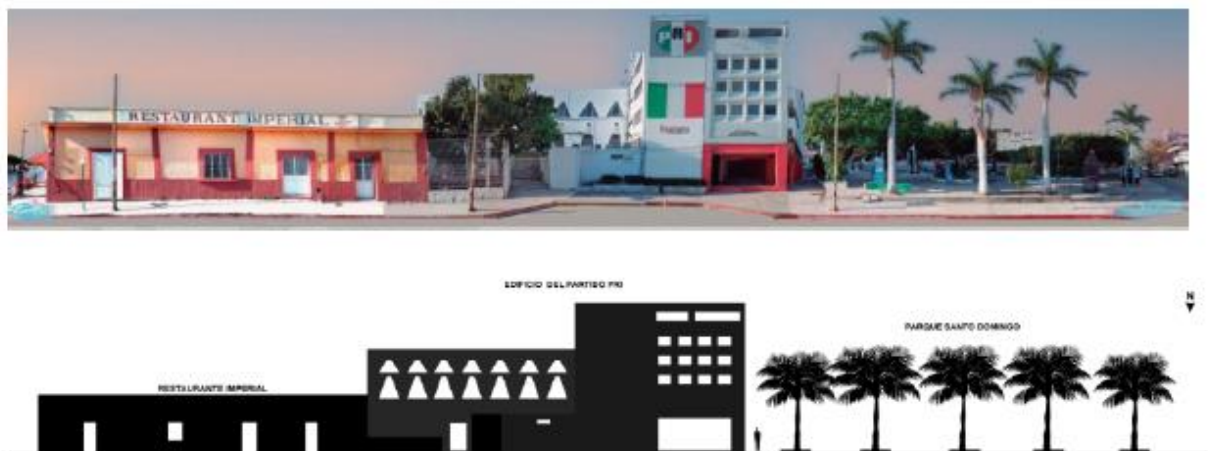 PRI
RESTAURANT IMPERIAL
EDIFICIO DEL PARTIDO PRI
N
PARQUE SANTO DOMINGO
RESTAURANTE IMPERIAL